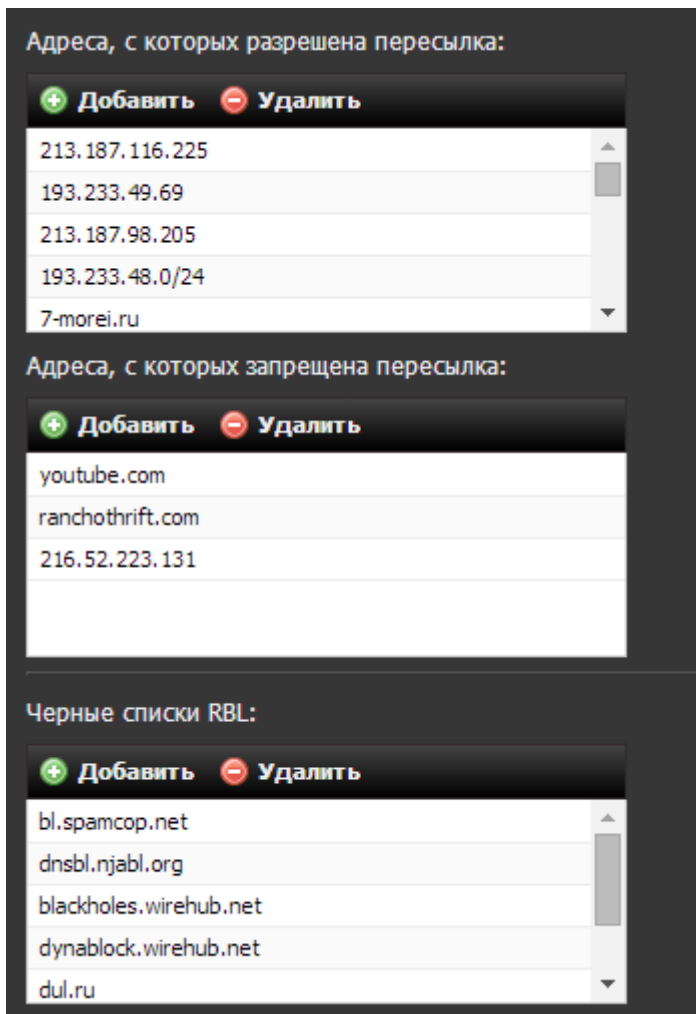 Адреса, с которых разрешена пересылка:
Добавить Удалить
213.187.116.225
193.233.49.69
213.187.98.205
193.233.48.0/24
7-morei.ru
Адреса, с которых запрещена пересылка:
Добавить Удалить
youtube.com
ranchothrift.com
216.52.223.131
Черные списки RBL:
Добавить Удалить
bl.spamcop.net
dnsbl.njabl.org
blackholes.wirehub.net
dynablock.wirehub.net
dul.ru